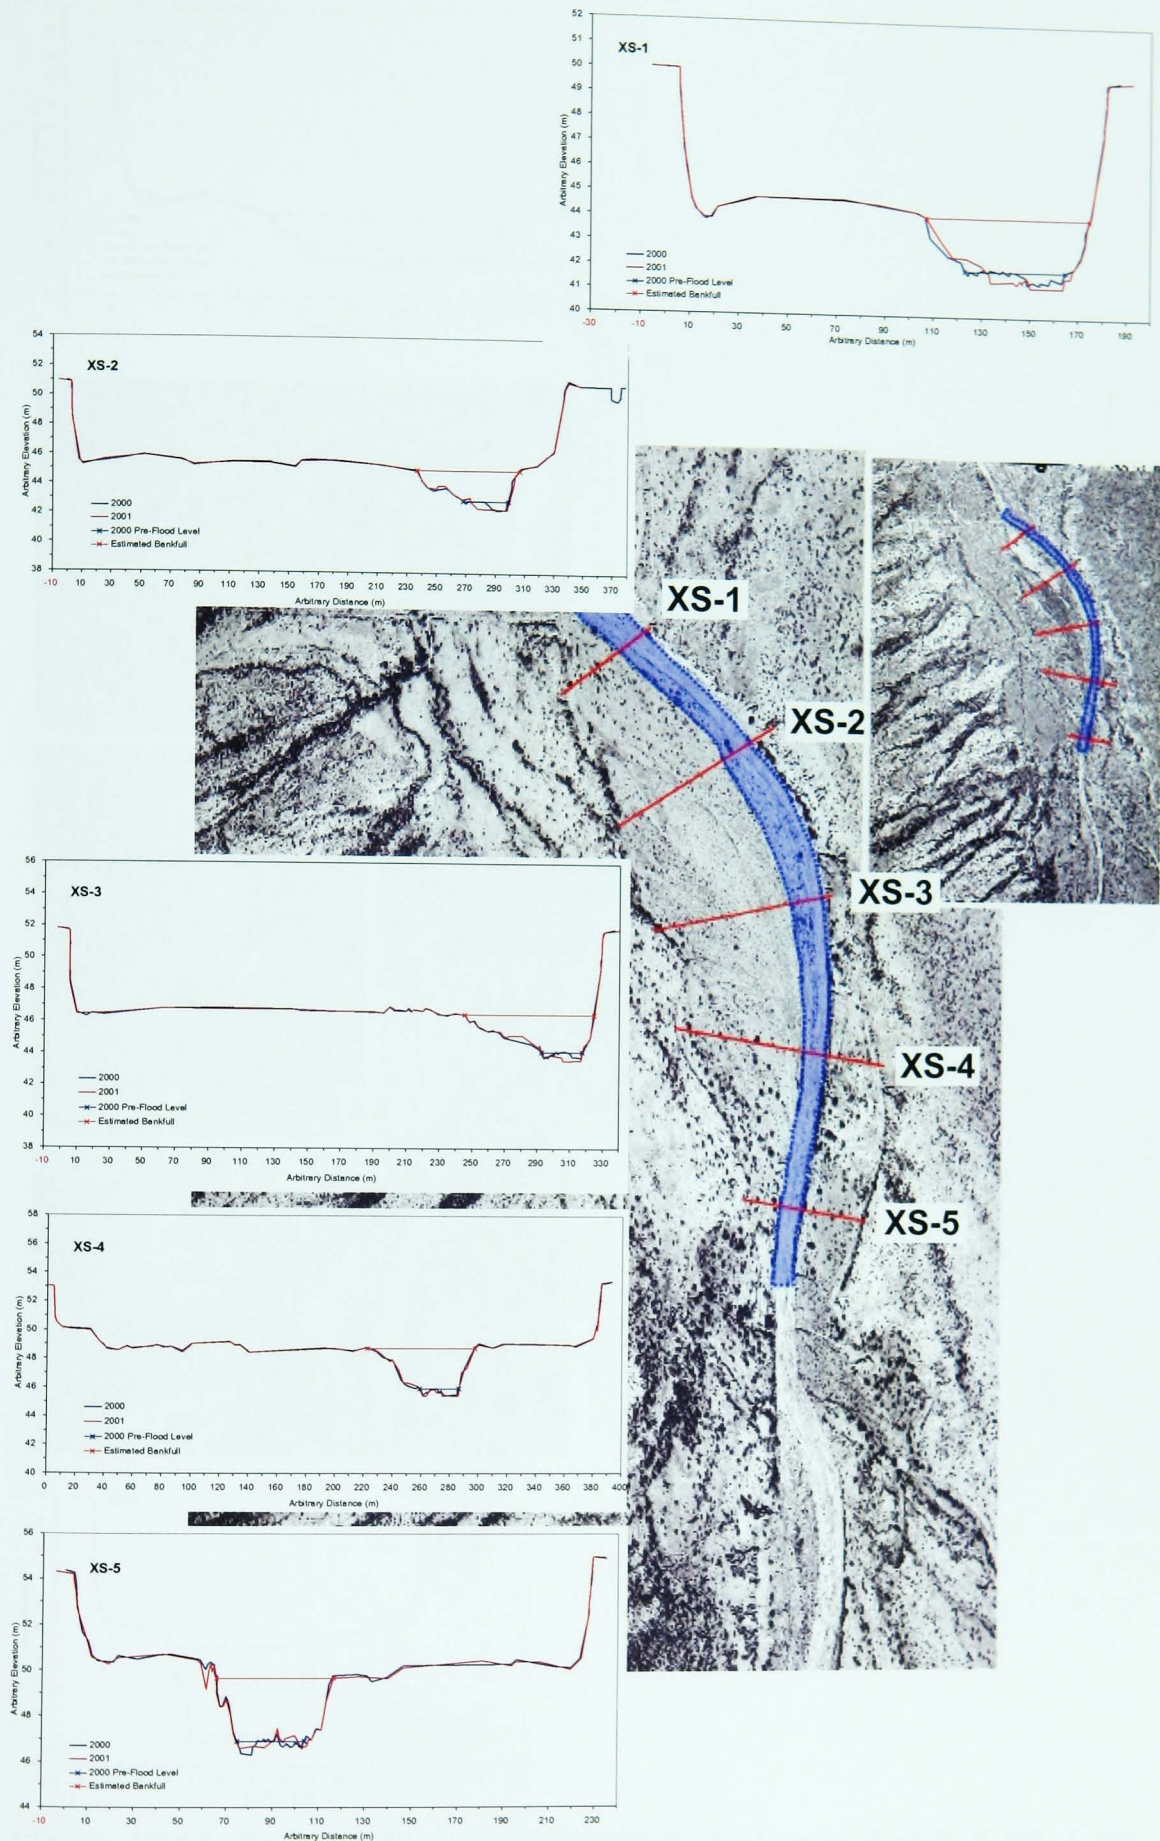 XS-1
Arbitrary Elevation (m)
52
51
50
49
48
47
46
45
44
43
42
41
40
2000
2001
2000 Pre-Flood Level
Estimated Bankfull
-30 -10 10 30 50 70 90 110 130 150 170 190
Arbitrary Distance (m)
XS-2
Arbitrary Elevation (m)
54
52
50
48
46
44
42
40
38
2000
2001
2000 Pre-Flood Level
Estimated Bankfull
-10 10 30 50 70 90 110 130 150 170 190 210 230 250 270 290 310 330 350 370
Arbitrary Distance (m)
XS-1
XS-2
XS-3
XS-4
XS-5
XS-3
Arbitrary Elevation (m)
56
54
52
50
48
46
44
42
40
38
2000
2001
2000 Pre-Flood Level
Estimated Bankfull
-10 10 30 50 70 90 110 130 150 170 190 210 230 250 270 290 310 330
Arbitrary Distance (m)
XS-4
Arbitrary Elevation (m)
58
56
54
52
50
48
46
44
42
40
2000
2001
2000 Pre-Flood Level
Estimated Bankfull
0 20 40 60 80 100 120 140 160 180 200 220 240 260 280 300 320 340 360 380 400
Arbitrary Distance (m)
XS-5
Arbitrary Elevation (m)
56
54
52
50
48
46
44
2000
2001
2000 Pre-Flood Level
Estimated Bankfull
-10 10 30 50 70 90 110 130 150 170 190 210 230
Arbitrary Distance (m)